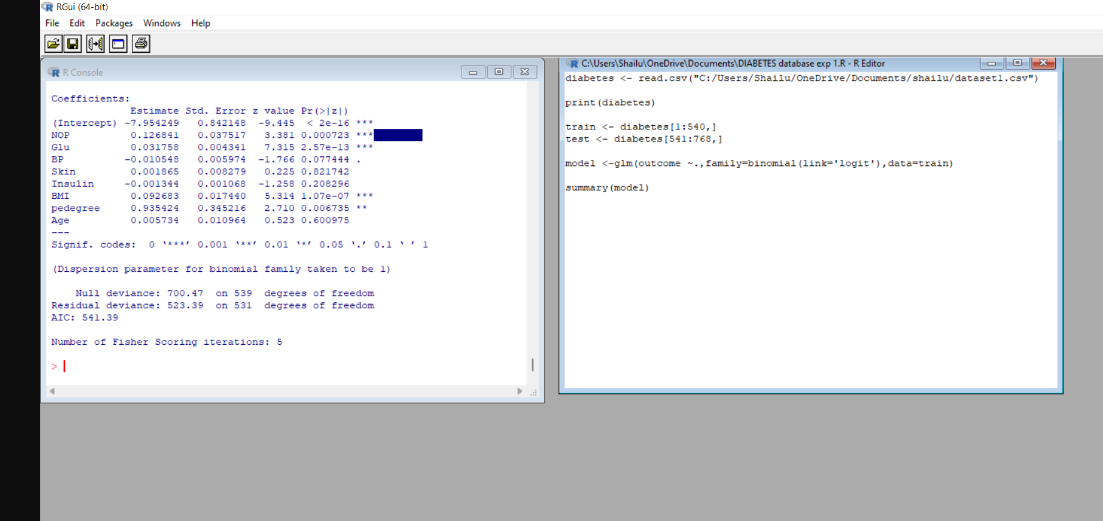 RGui (64-bit)
File Edit Packages Windows Help
R Console
Coefficients:
Estimate Std. Error z value Pr(>|z|)
(Intercept) -7.954249 0.842148 -9.445 < 2e-16 ***
NOP 0.126841 0.037517 3.381 0.000723 ***
Glu 0.031758 0.004341 7.315 2.57e-13 ***
BP -0.010548 0.005974 -1.766 0.077444 .
Skin 0.001865 0.008279 0.225 0.821742
Insulin -0.001344 0.001068 -1.258 0.208296
BMI 0.092683 0.017440 5.314 1.07e-07 ***
pedegree 0.935424 0.345216 2.710 0.006735 **
Age 0.005734 0.010964 0.523 0.600975
---
Signif. codes: 0 ‘***’ 0.001 ‘**’ 0.01 ‘*’ 0.05 ‘.’ 0.1 ‘ ’ 1
(Dispersion parameter for binomial family taken to be 1)
Null deviance: 700.47 on 539 degrees of freedom
Residual deviance: 523.39 on 531 degrees of freedom
AIC: 541.39
Number of Fisher Scoring iterations: 5
>
C:\Users\Shailu\OneDrive\Documents\DIABETES database exp 1.R - R Editor
diabetes <- read.csv("C:/Users/Shailu/OneDrive/Documents/shailu/dataset1.csv")
print(diabetes)
train <- diabetes[1:540,]
test <- diabetes[541:768,]
model <-glm(outcome ~.,family=binomial(link='logit'),data=train)
summary(model)